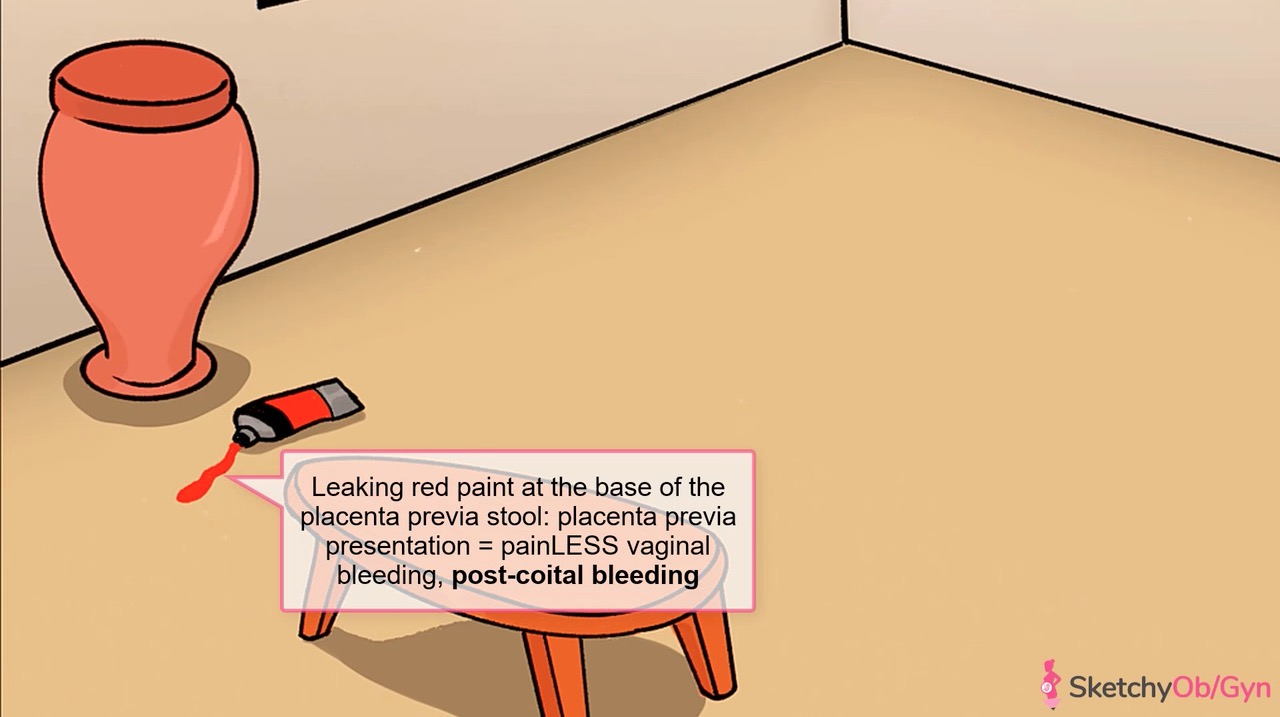 Leaking red paint at the base of the
placenta previa stool: placenta previa
presentation = painLESS vaginal
bleeding, post-coital bleeding
SketchyOb/Gyn